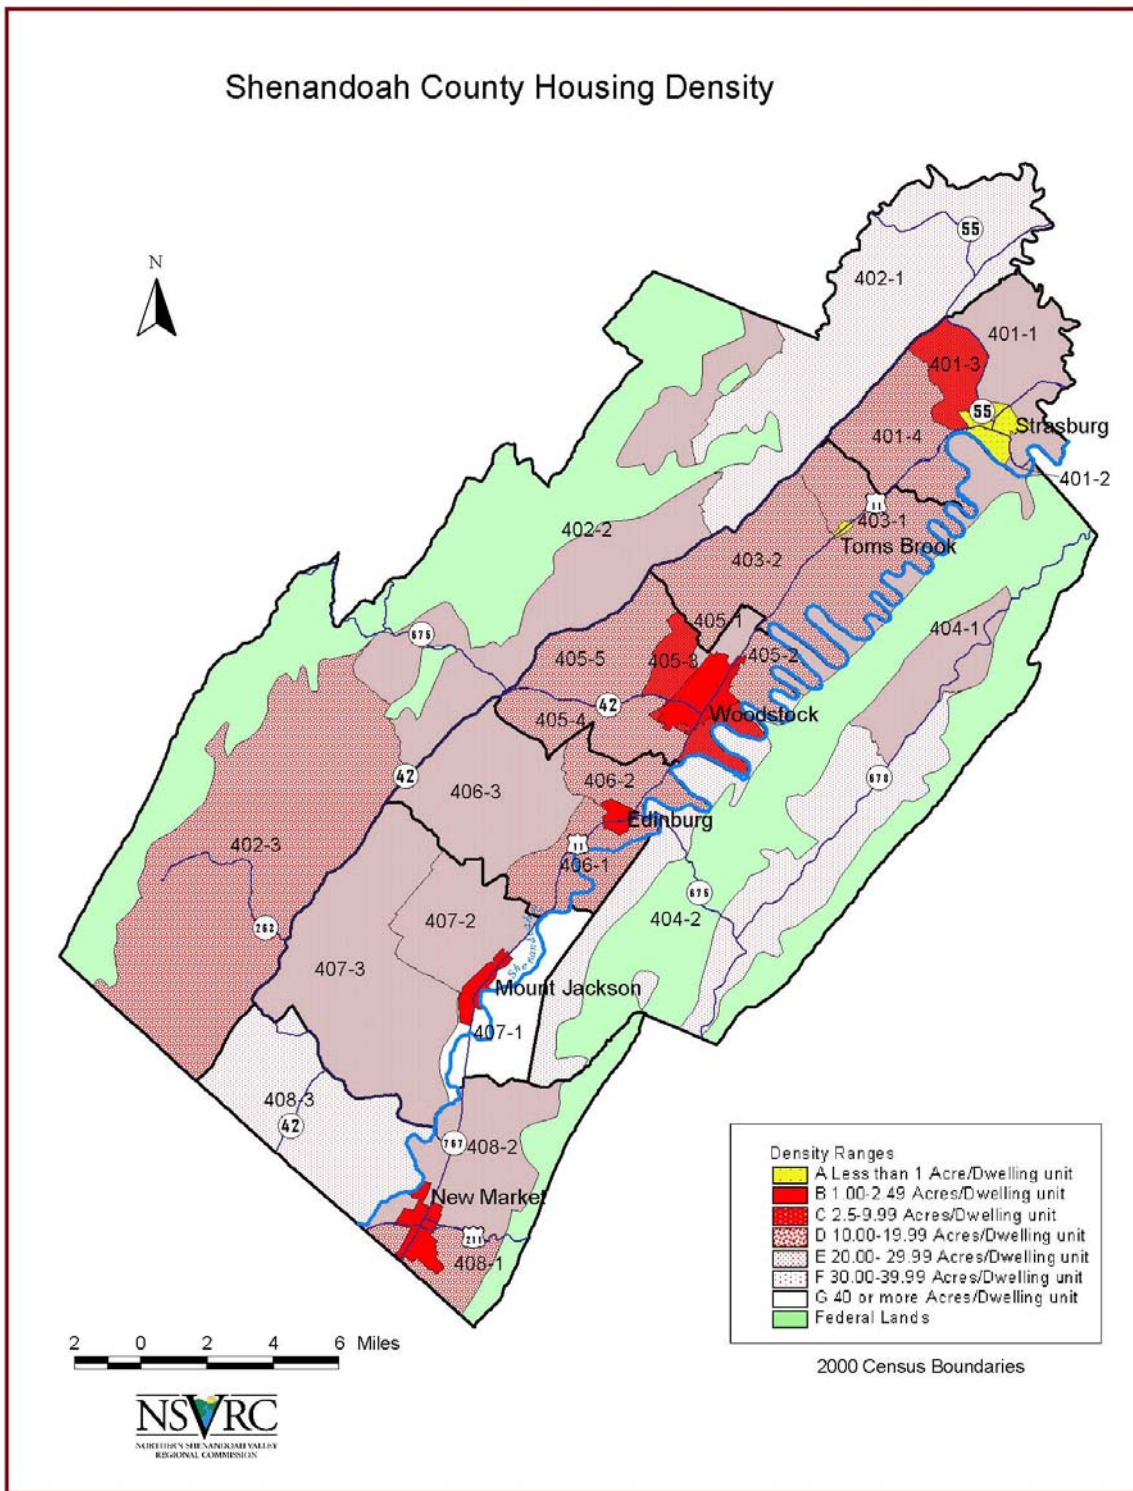 Shenandoah County Housing Density
55
N
402-1
401-1
401-3
55
Strasburg
401-4
401-2
11
403-1
402-2
Toms Brook
403-2
405-1
404-1
675
405-2
405-5
405-3
42
405-4
Woodstock
42
406-2
678
406-3
Edinburg
402-3
11
406-1
675
407-2
404-2
262
407-3
Mount Jackson
407-1
408-3
42
767
408-2
New Market
211
408-1
Density Ranges
A Less than 1 Acre/Dwelling unit
B 1.00-2.49 Acres/Dwelling unit
C 2.5-9.99 Acres/Dwelling unit
D 10.00-19.99 Acres/Dwelling unit
E 20.00- 29.99 Acres/Dwelling unit
F 30.00-39.99 Acres/Dwelling unit
G 40 or more Acres/Dwelling unit
Federal Lands
2 0 2 4 6 Miles
2000 Census Boundaries
NSVRC
NORTHERN SHENANDOAH VALLEY
REGIONAL COMMISSION